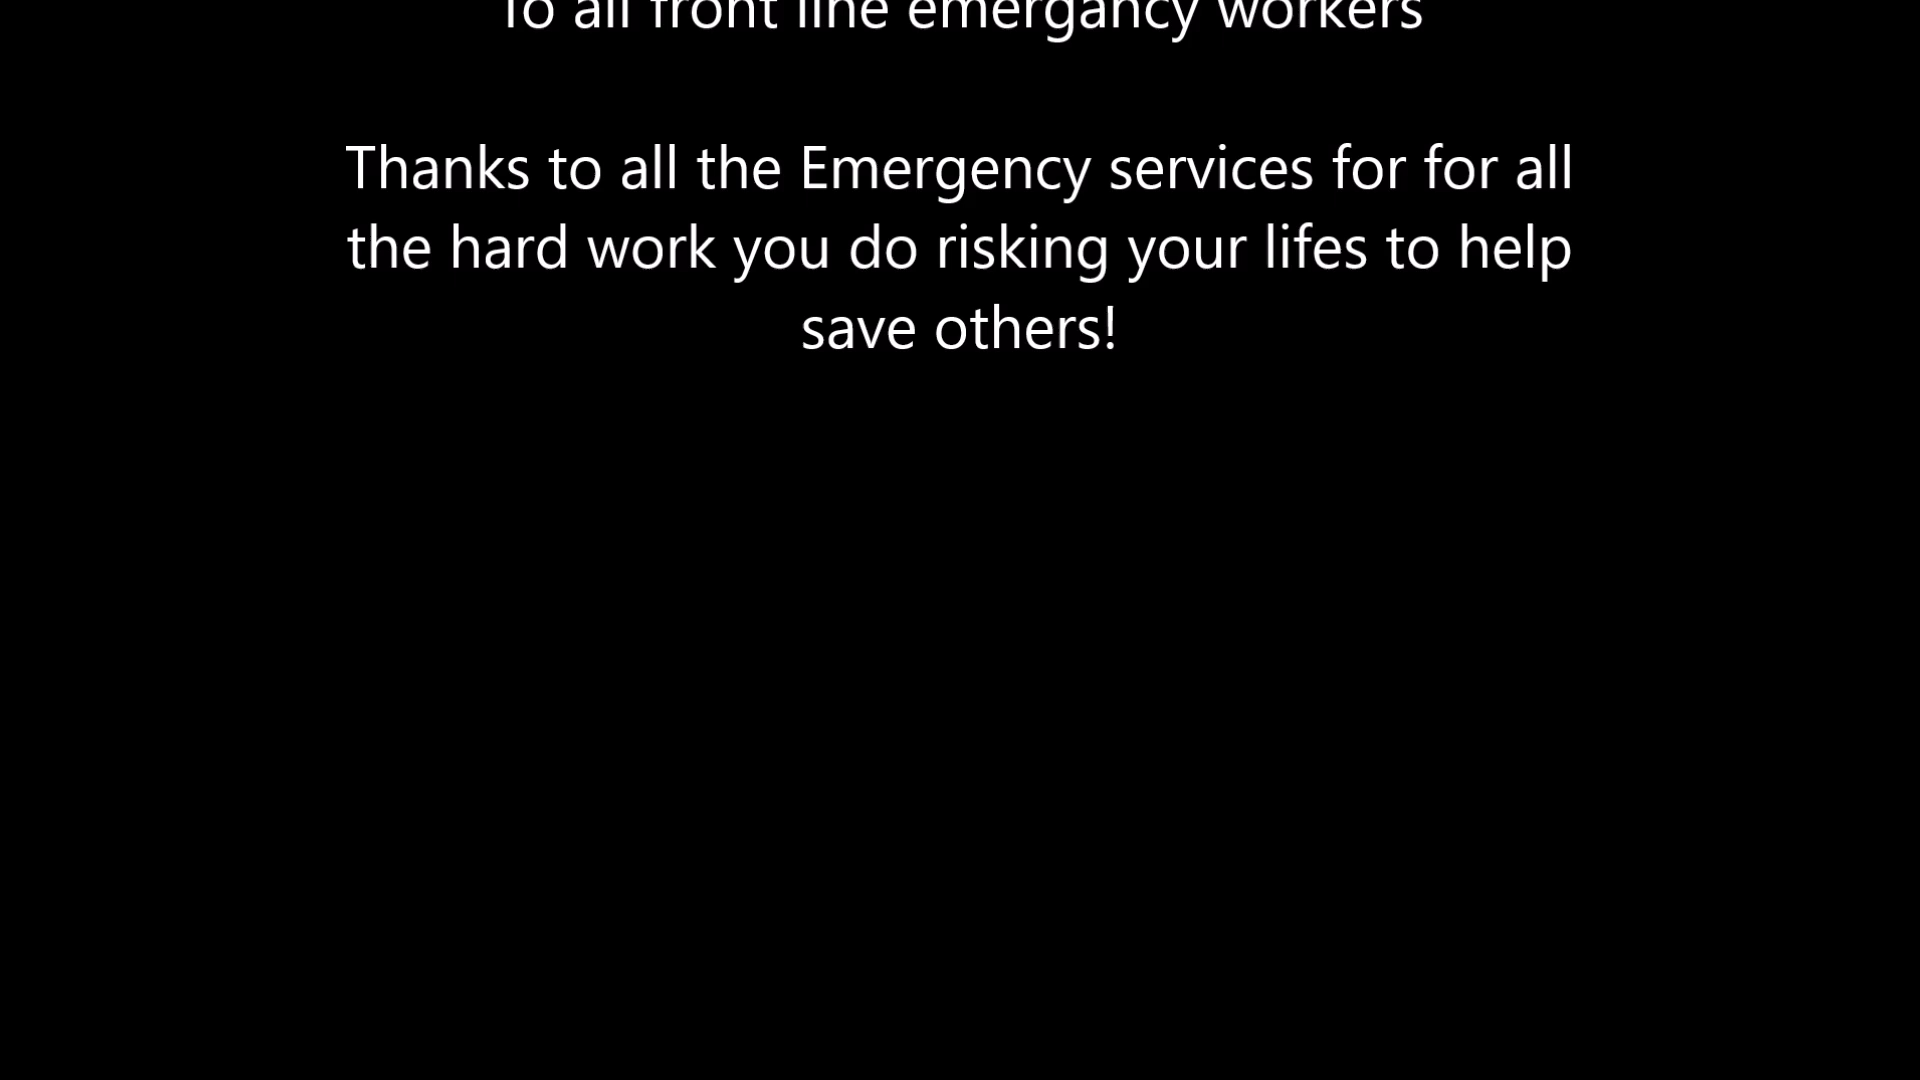 To all front line emergancy workers
Thanks to all the Emergency services for for all
the hard work you do risking your lifes to help
save others!